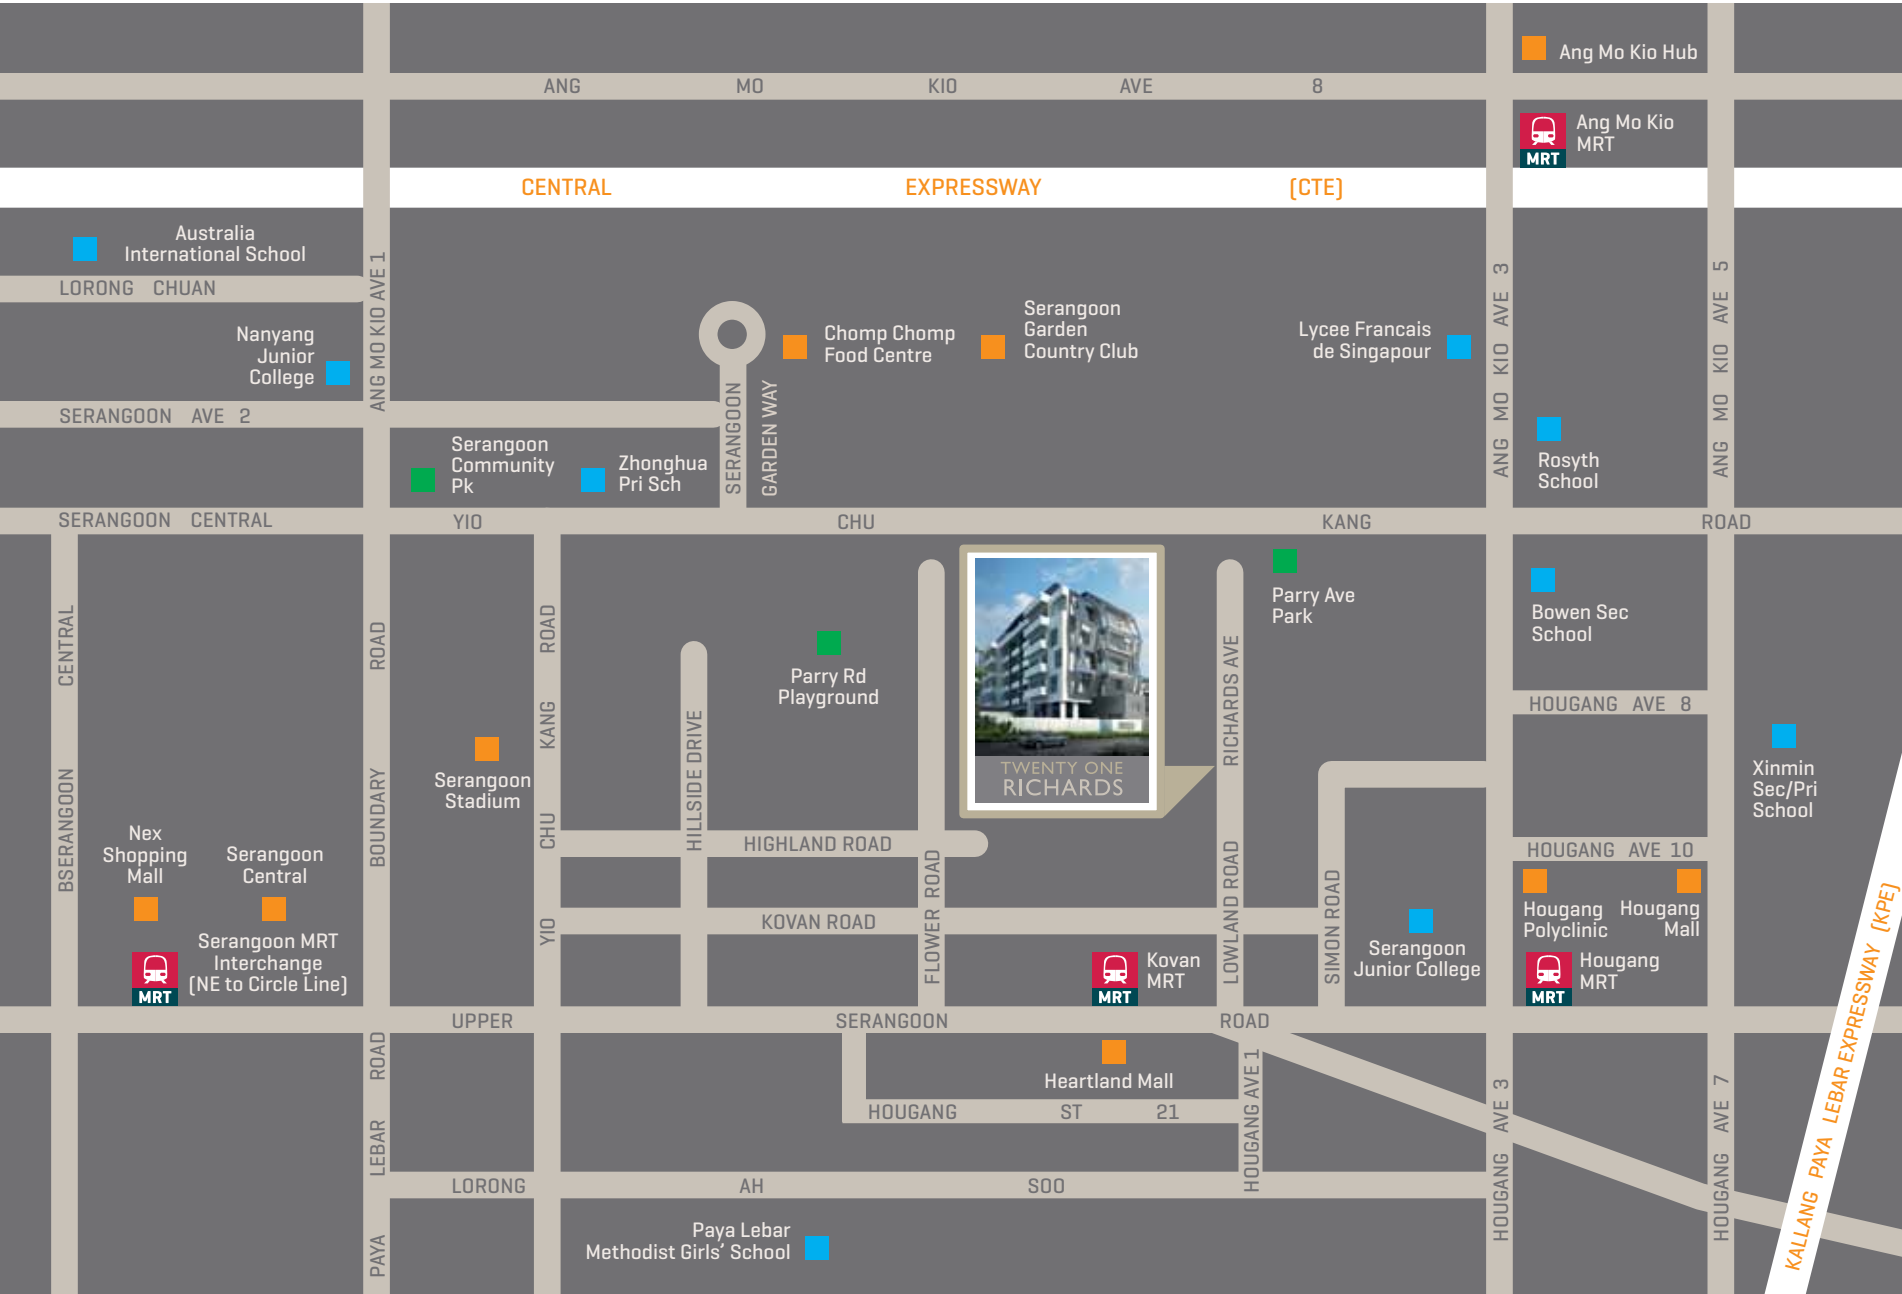 Ang Mo Kio Hub
ANG MO KIO AVE 8
Ang Mo Kio
MRT
MRT
CENTRAL EXPRESSWAY [CTE]
Australia
International School
LORONG CHUAN
ANG MO KIO AVE 1
Nanyang
Junior
College
SERANGOON AVE 2
Chomp Chomp
Food Centre
Serangoon
Garden
Country Club
Lycee Francais
de Singapour
ANG MO KIO AVE 3
ANG MO KIO AVE 5
SERANGOON
GARDEN WAY
Serangoon
Community
Pk
Zhonghua
Pri Sch
Rosyth
School
SERANGOON CENTRAL
YIO CHU KANG ROAD
BSERANGOON CENTRAL
BOUNDARY ROAD
YIO CHU KANG ROAD
Parry Ave
Park
Bowen Sec
School
Parry Rd
Playground
HILLSIDE DRIVE
RICHARDS AVE
HOUGANG AVE 8
Serangoon
Stadium
TWENTY ONE
RICHARDS
Xinmin
Sec/Pri
School
Nex
Shopping
Mall
Serangoon
Central
HIGHLAND ROAD
FLOWER ROAD
LOWLAND ROAD
SIMON ROAD
HOUGANG AVE 10
Hougang
Polyclinic
Hougang
Mall
KOVAN ROAD
Serangoon MRT
Interchange
[NE to Circle Line]
MRT
Kovan
MRT
MRT
Serangoon
Junior College
Hougang
MRT
MRT
KALLANG PAYA LEBAR EXPRESSWAY [KPE]
UPPER SERANGOON ROAD
Heartland Mall
HOUGANG ST 21
HOUGANG AVE 1
HOUGANG AVE 3
HOUGANG AVE 7
PAYA LEBAR ROAD
LORONG AH SOO
Paya Lebar
Methodist Girls' School